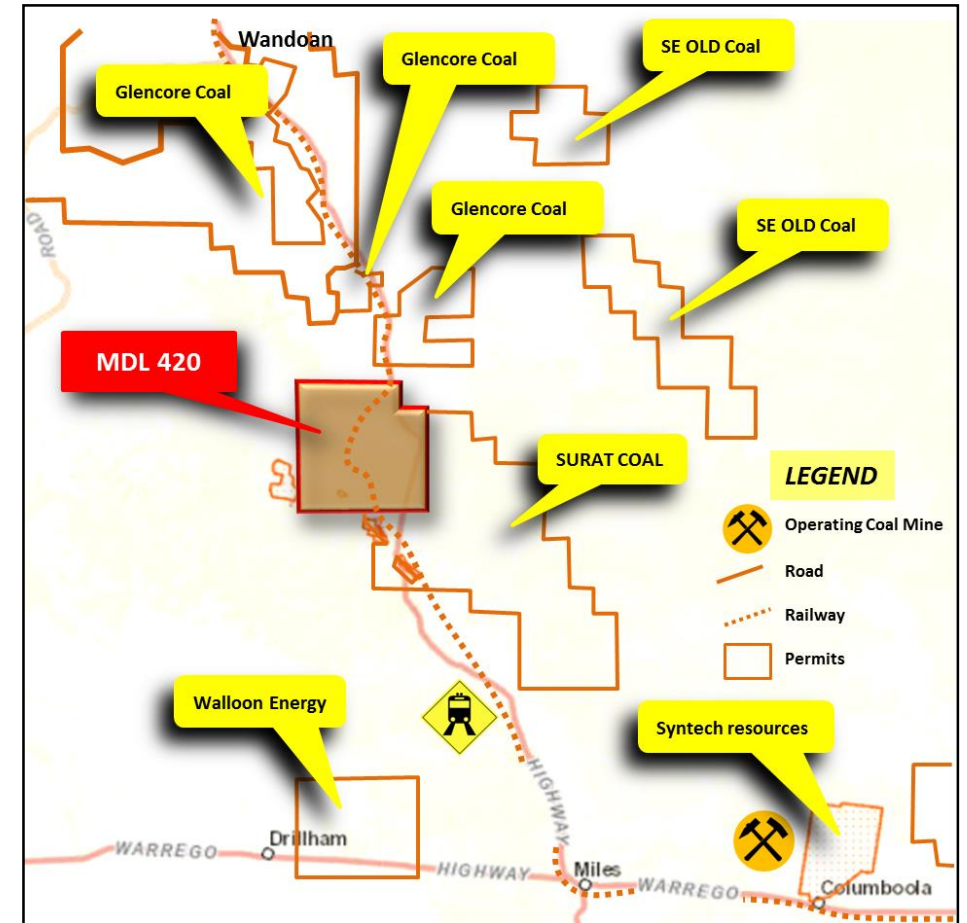 Wandoan
SE OLD Coal
Glencore Coal
Glencore Coal
Glencore Coal
SE OLD Coal
ROAD
MDL 420
SURAT COAL
LEGEND
Operating Coal Mine
Road
Railway
Permits
Walloon Energy
Syntech resources
HIGHWAY
Drillham
WARREGO
HIGHWAY
Miles
WARREGO
Columboola